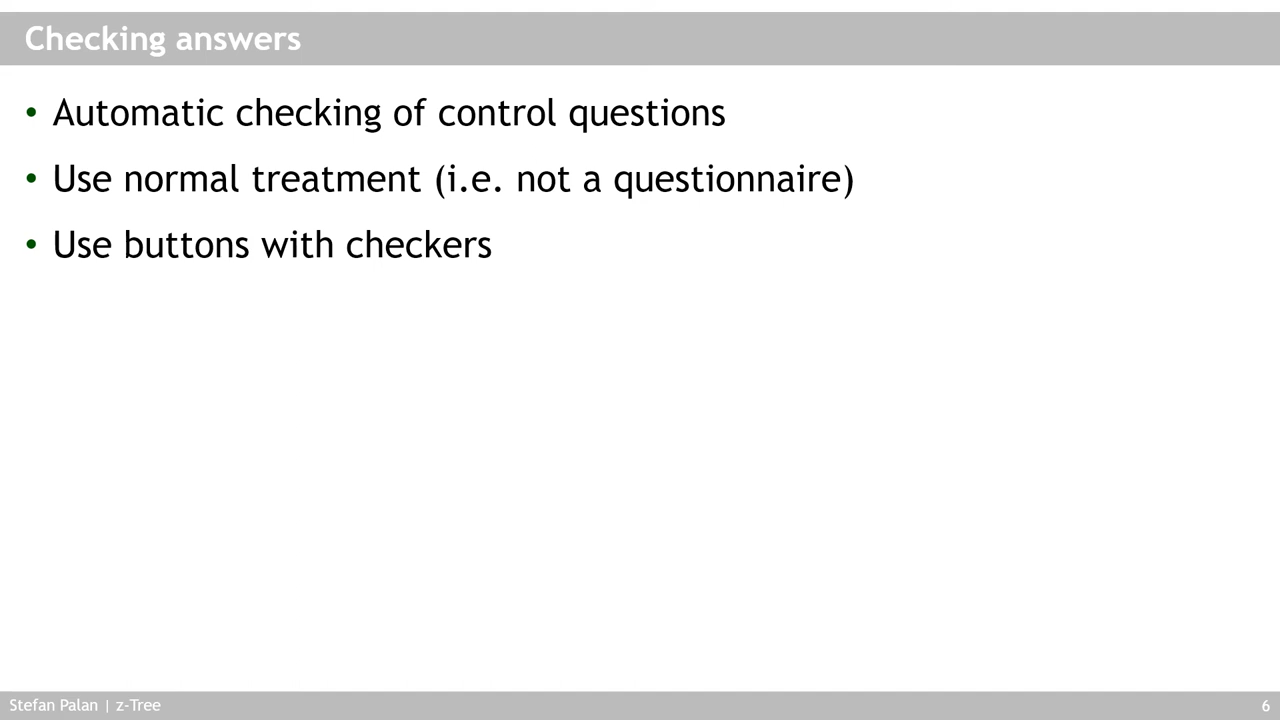 Checking answers
• Automatic checking of control questions
• Use normal treatment (i.e. not a questionnaire)
• Use buttons with checkers
Stefan Palan | z-Tree
6